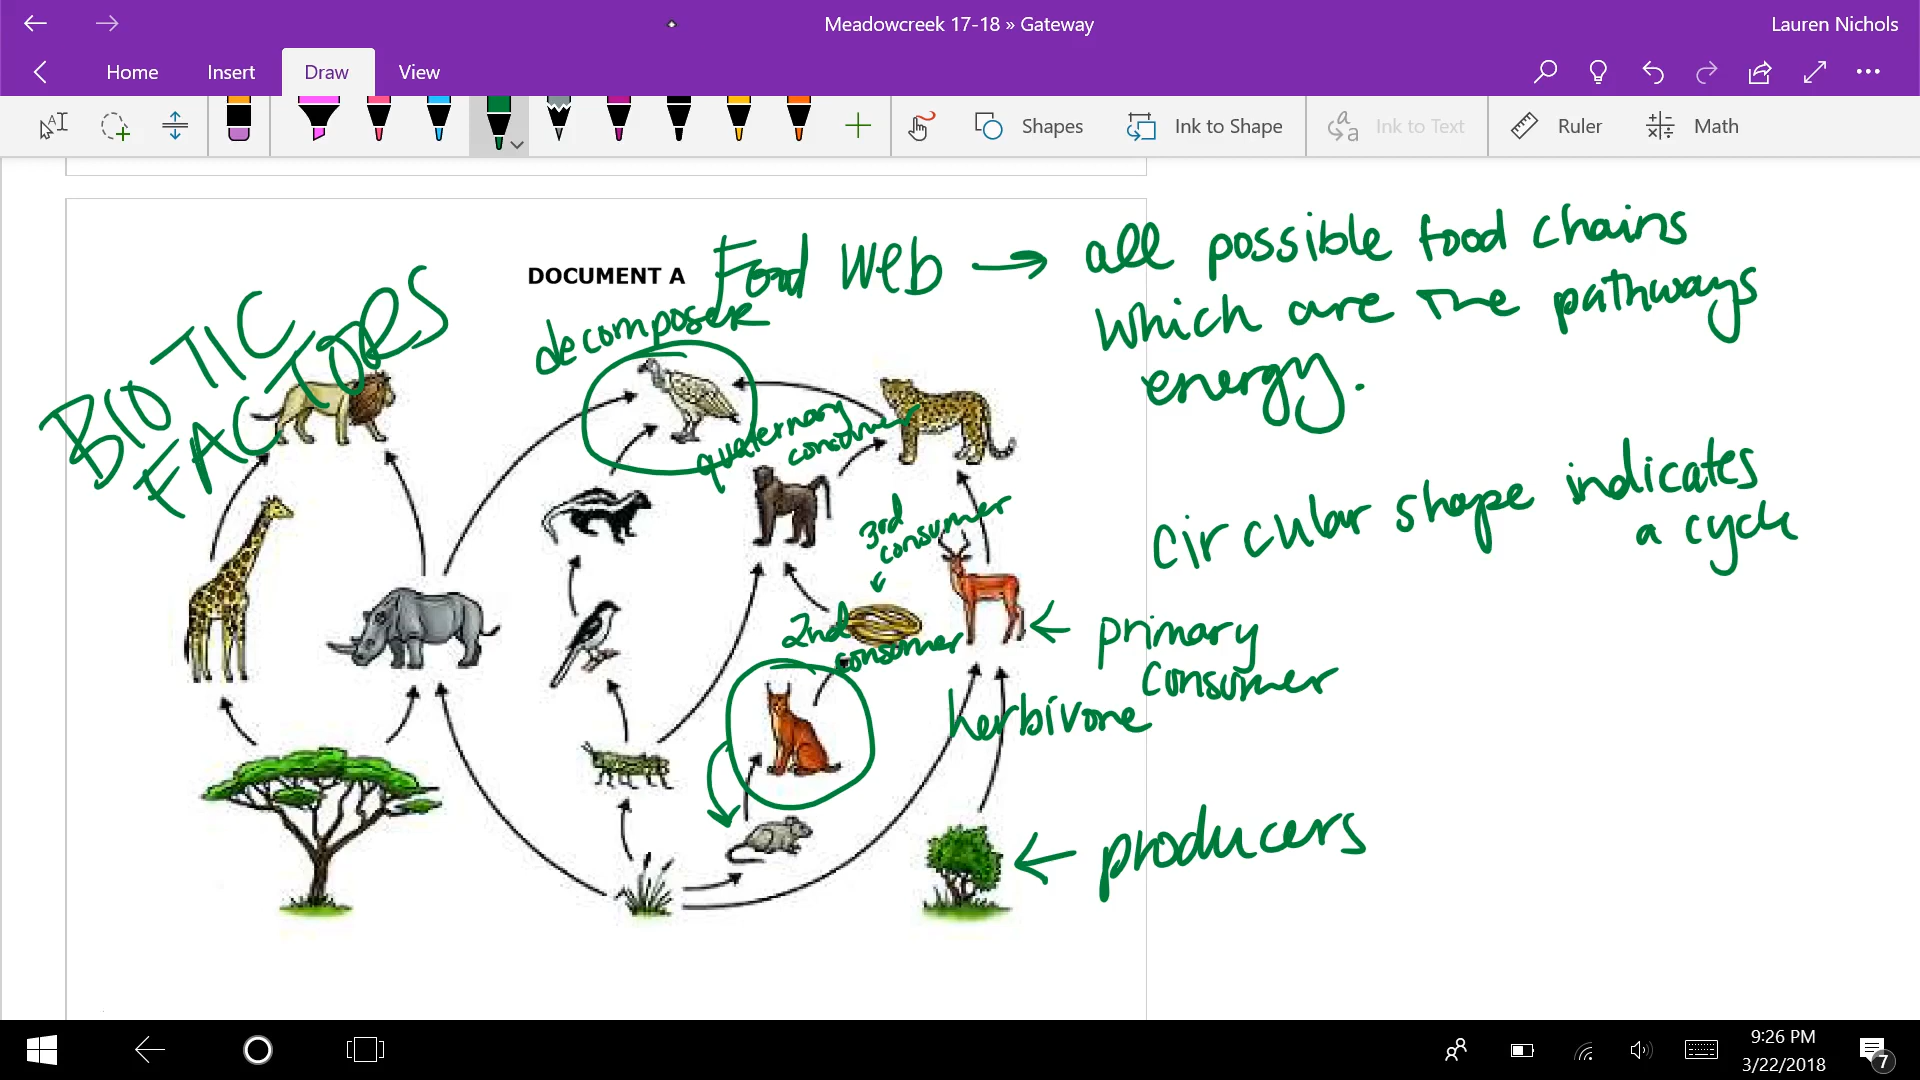 Meadowcreek 17-18 » Gateway
Lauren Nichols
Home
Insert
Draw
View
Shapes
Ink to Shape
Ink to Text
Ruler
Math
DOCUMENT A
Food Web → all possible food chains
which are the pathways
energy.
BIOTIC
FACTORS
decomposer
quaternary
consumer
circular shape indicates
a cycle
3rd
consumer
2nd
consumer
← primary
consumer
herbivore
← producers
9:26 PM
3/22/2018
7